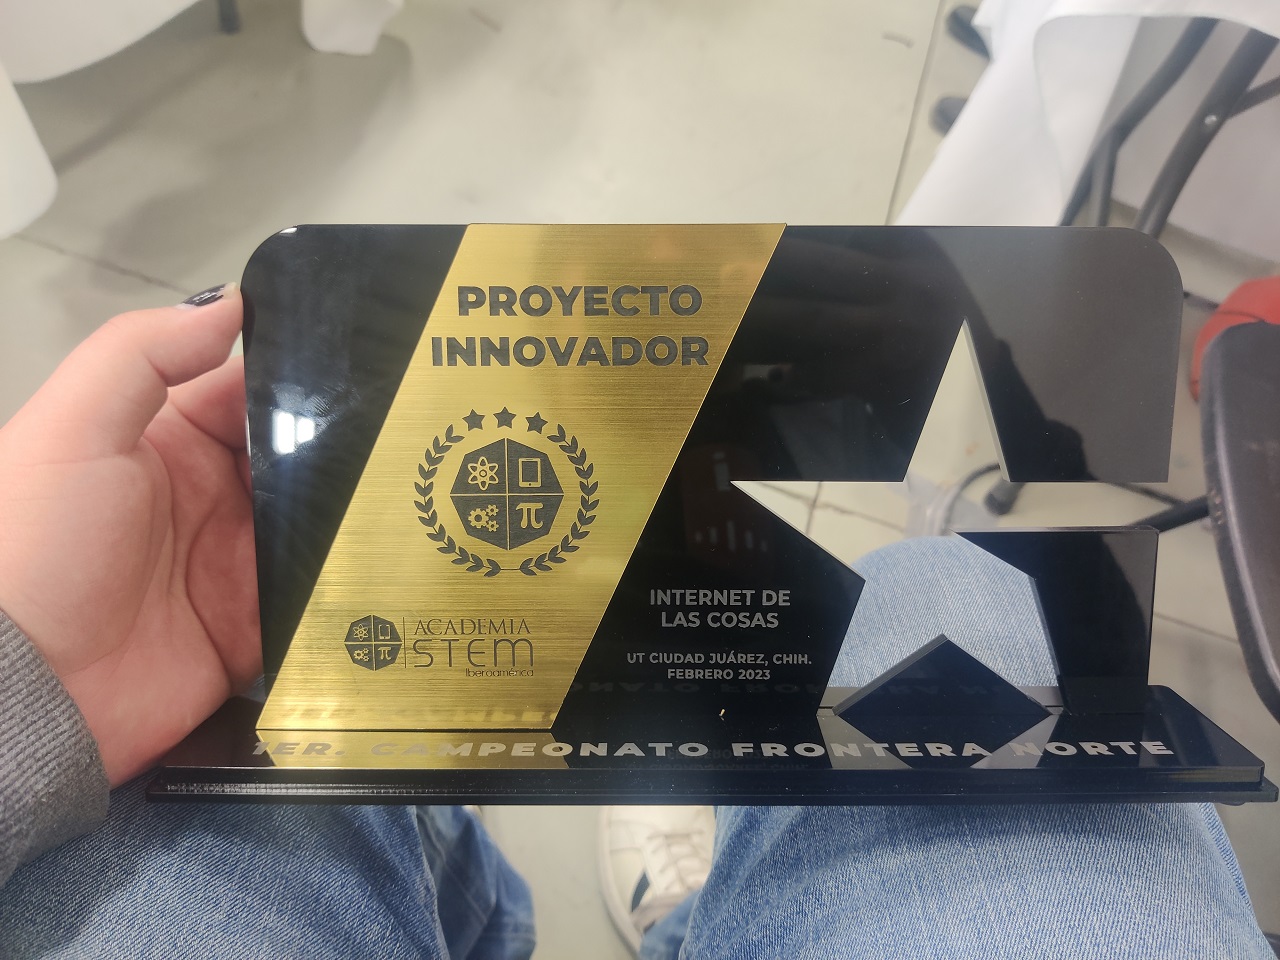 PROYECTO
INNOVADOR
π
ACADEMIA
STEM
Iberoamérica
π
INTERNET DE
LAS COSAS
UT CIUDAD JUÁREZ, CHIH.
FEBRERO 2023
1ER. CAMPEONATO FRONTERA NORTE